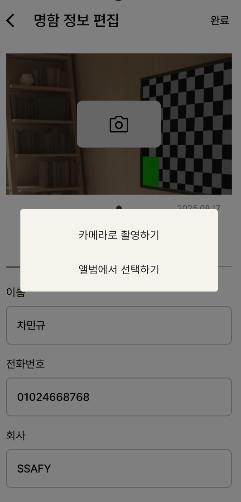 명함 정보 편집
완료
2025.09.17
카메라로 촬영하기
앨범에서 선택하기
이름
차민규
전화번호
01024668768
회사
SSAFY